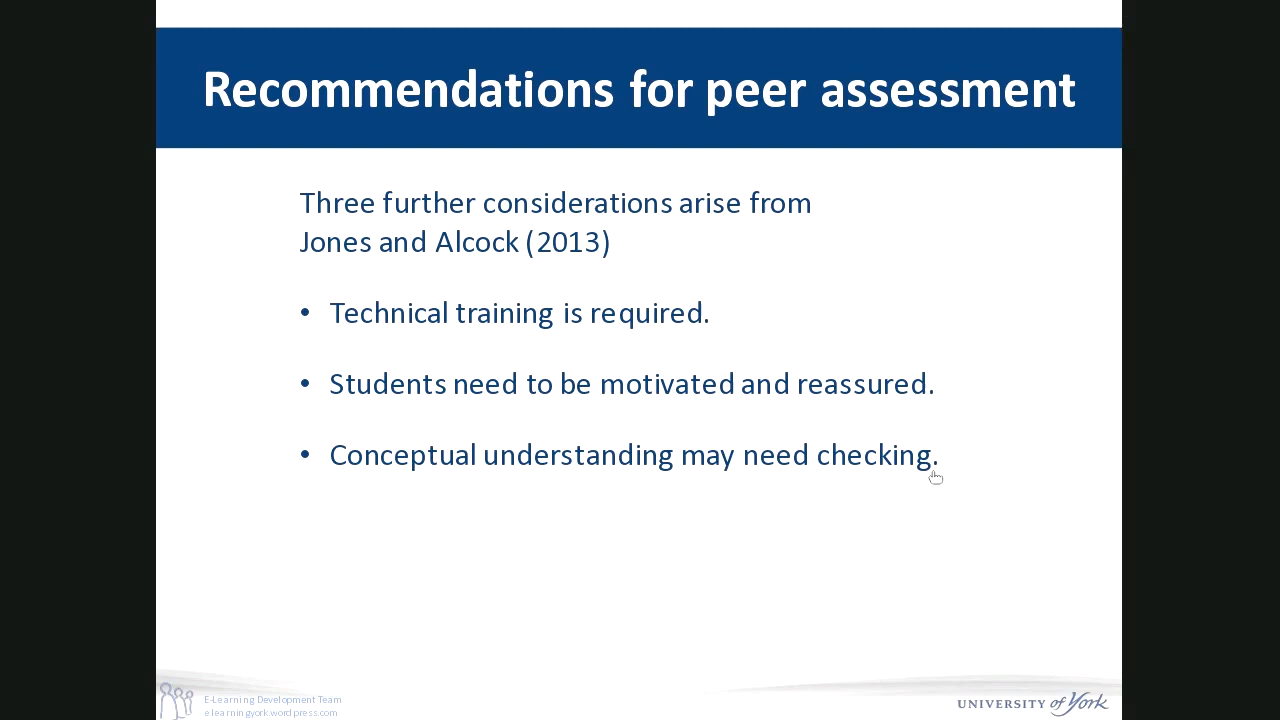 Recommendations for peer assessment
Three further considerations arise from
Jones and Alcock (2013)
• Technical training is required.
• Students need to be motivated and reassured.
• Conceptual understanding may need checking.
E-Learning Development Team
elearningyork.wordpress.com
UNIVERSITY of York